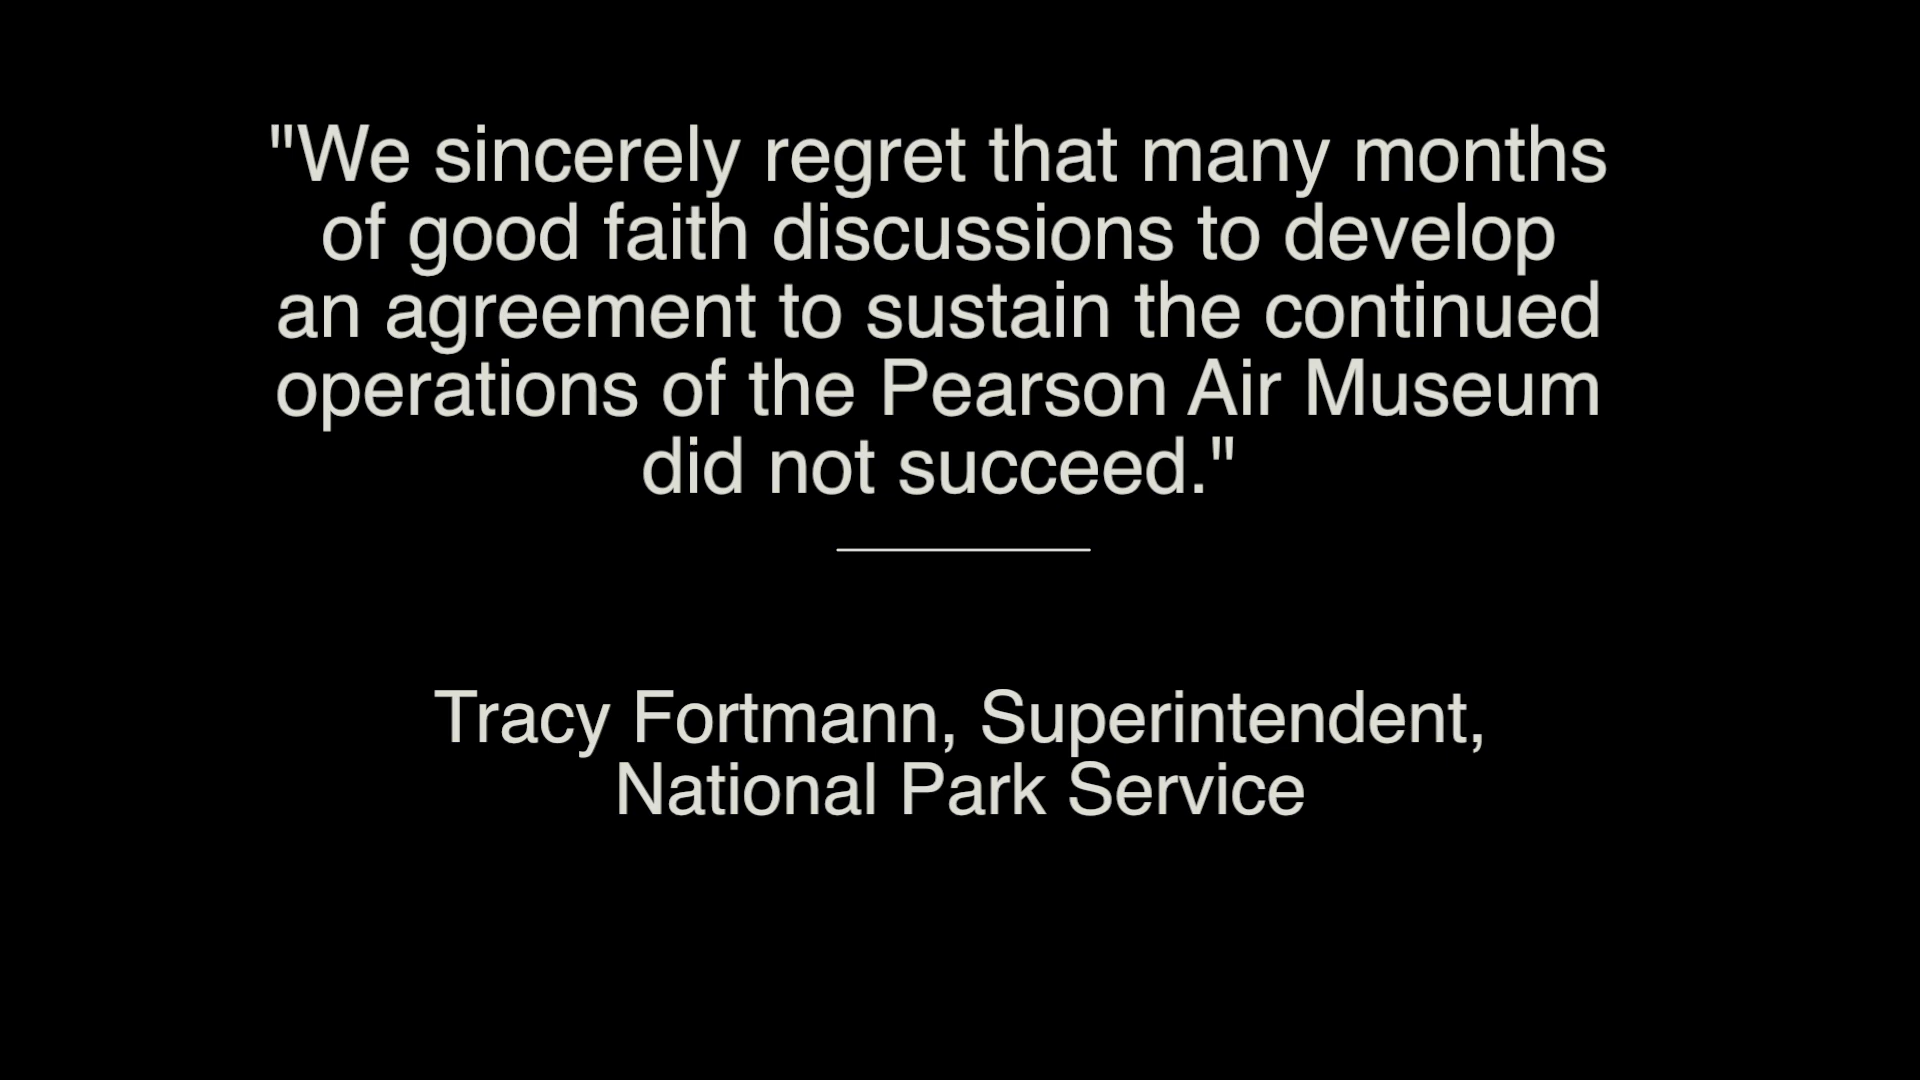 "We sincerely regret that many months
of good faith discussions to develop
an agreement to sustain the continued
operations of the Pearson Air Museum
did not succeed."
Tracy Fortmann, Superintendent,
National Park Service